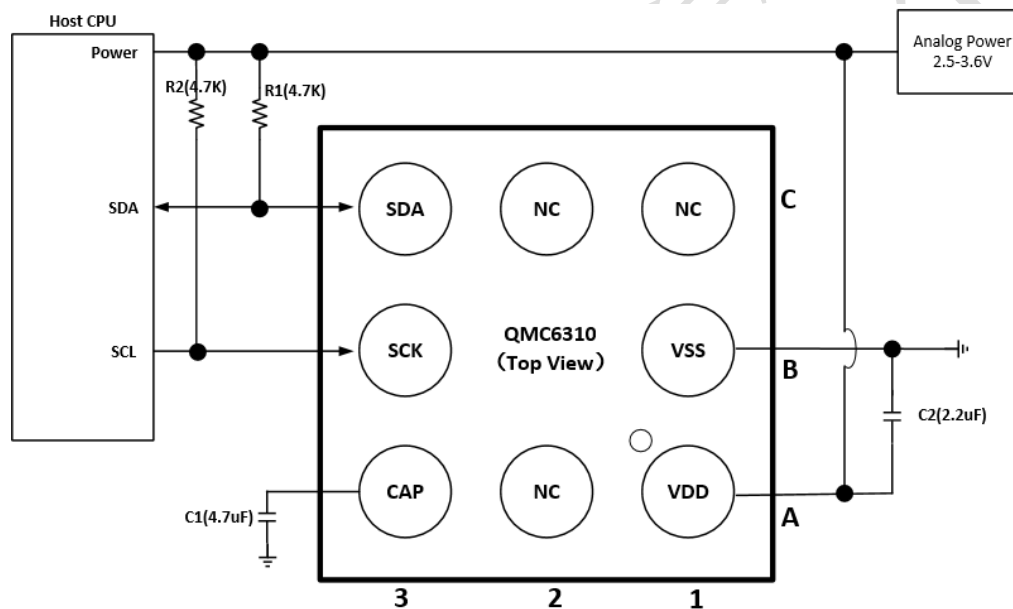 Host CPU
Power
Analog Power
2.5-3.6V
R2(4.7K)
R1(4.7K)
SDA
SDA
NC
NC
C
SCL
SCK
QMC6310
(Top View)
VSS
B
C2(2.2uF)
CAP
NC
VDD
A
C1(4.7uF)
3
2
1